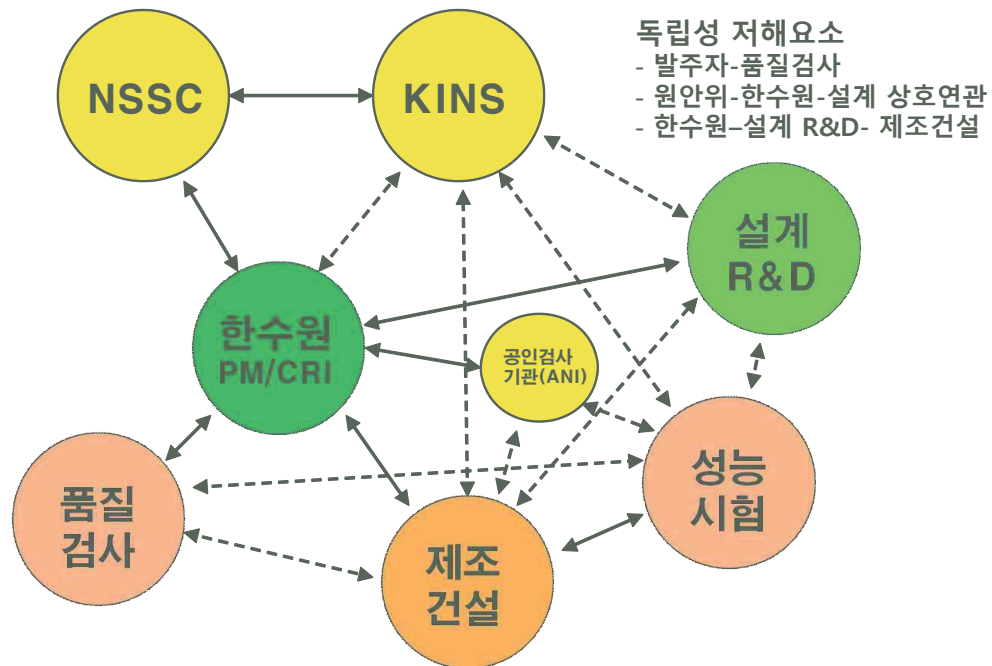 독립성 저해요소
- 발주자-품질검사
- 원안위-한수원-설계 상호연관
- 한수원–설계 R&D- 제조건설
NSSC
KINS
설계
R&D
한수원
PM/CRI
공인검사
기관(ANI)
품질
검사
성능
시험
제조
건설